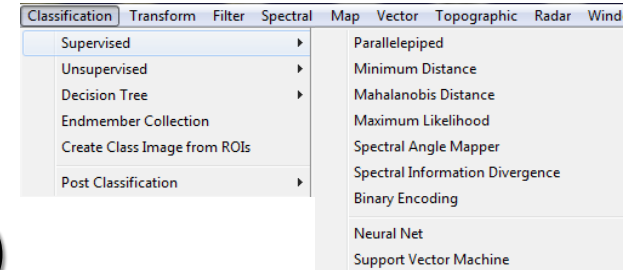 Classification Transform Filter Spectral Map Vector Topographic Radar
Supervised
Unsupervised
Decision Tree
Endmember Collection
Create Class Image from ROIs
Post Classification
Parallelepiped
Minimum Distance
Mahalanobis Distance
Maximum Likelihood
Spectral Angle Mapper
Spectral Information Divergence
Binary Encoding
Neural Net
Support Vector Machine